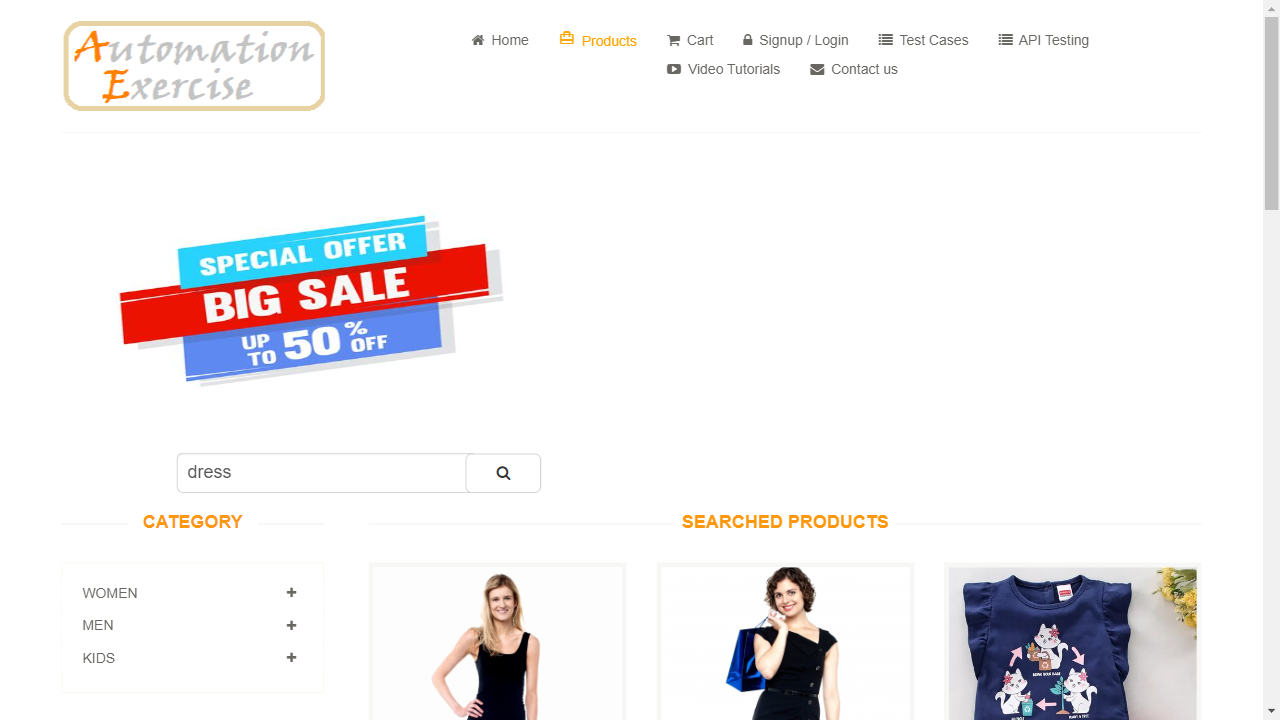 Automation
Exercise
Home
Products
Cart
Signup / Login
Test Cases
API Testing
Video Tutorials
Contact us
SPECIAL OFFER
BIG SALE
UP TO 50% OFF
dress
CATEGORY
SEARCHED PRODUCTS
WOMEN
MEN
KIDS